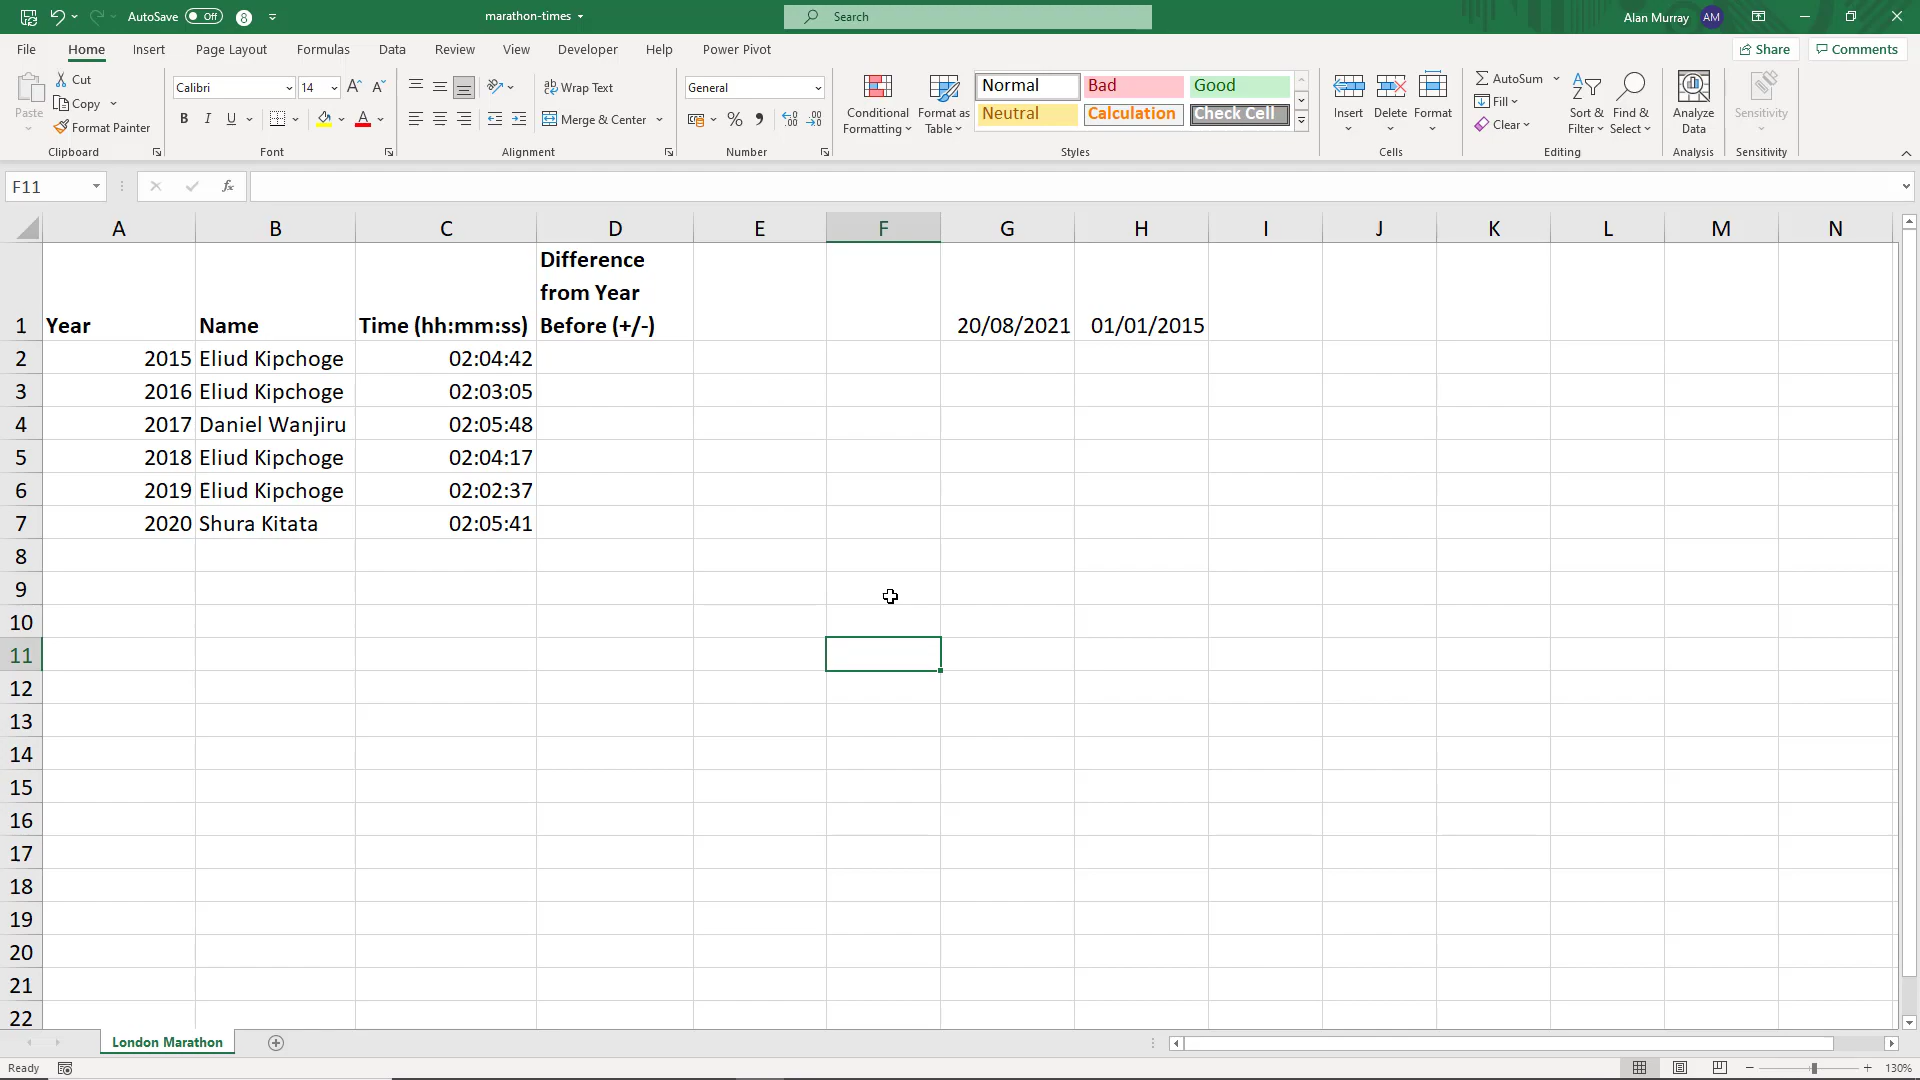 AutoSave Off 8 marathon-times Search Alan Murray AM
File Home Insert Page Layout Formulas Data Review View Developer Help Power Pivot Share Comments
Paste Cut Copy Format Painter Clipboard
Calibri 14 A A B I U A Font
Wrap Text Merge & Center Alignment
General % Number
Conditional Formatting Format as Table
Normal Bad Good
Neutral Calculation Check Cell
Styles
Insert Delete Format Cells
AutoSum Fill Clear Sort & Filter Find & Select Editing
Analyze Data Analysis
Sensitivity Sensitivity
F11 fx
A B C D E F G H I J K L M N
1 Year Name Time (hh:mm:ss) Difference from Year Before (+/-) 20/08/2021 01/01/2015
2 2015 Eliud Kipchoge 02:04:42
3 2016 Eliud Kipchoge 02:03:05
4 2017 Daniel Wanjiru 02:05:48
5 2018 Eliud Kipchoge 02:04:17
6 2019 Eliud Kipchoge 02:02:37
7 2020 Shura Kitata 02:05:41
8
9
10
11
12
13
14
15
16
17
18
19
20
21
22
London Marathon
Ready 130%